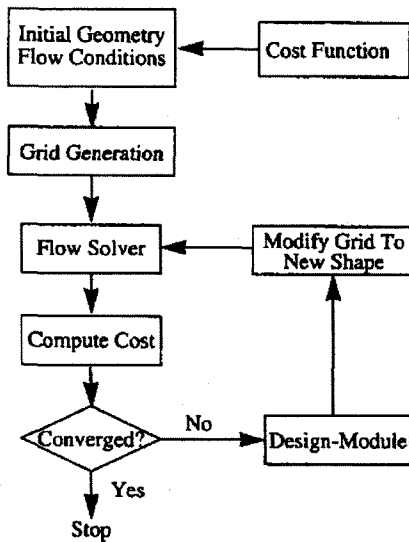 Initial Geometry
Flow Conditions
Cost Function
Grid Generation
Flow Solver
Modify Grid To
New Shape
Compute Cost
Converged?
No
Design-Module
Yes
Stop